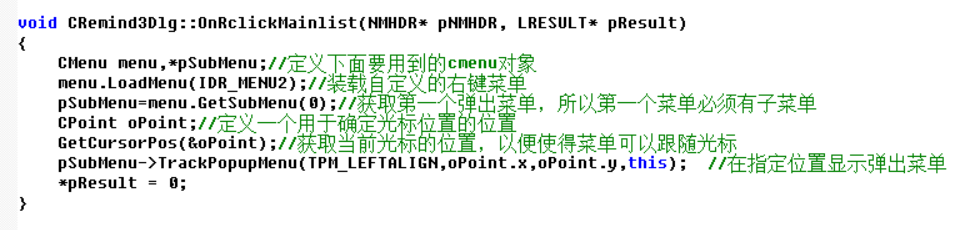 void CRemind3Dlg::OnRclickMainlist(NMHDR* pNMHDR, LRESULT* pResult)
{
    CMenu menu,*pSubMenu;//定义下面要用到的cmenu对象
    menu.LoadMenu(IDR_MENU2);//装载自定义的右键菜单
    pSubMenu=menu.GetSubMenu(0);//获取第一个弹出菜单，所以第一个菜单必须有子菜单
    CPoint oPoint;//定义一个用于确定光标位置的位置
    GetCursorPos(&oPoint);//获取当前光标的位置，以便使得菜单可以跟随光标
    pSubMenu->TrackPopupMenu(TPM_LEFTALIGN,oPoint.x,oPoint.y,this);  //在指定位置显示弹出菜单
    *pResult = 0;
}